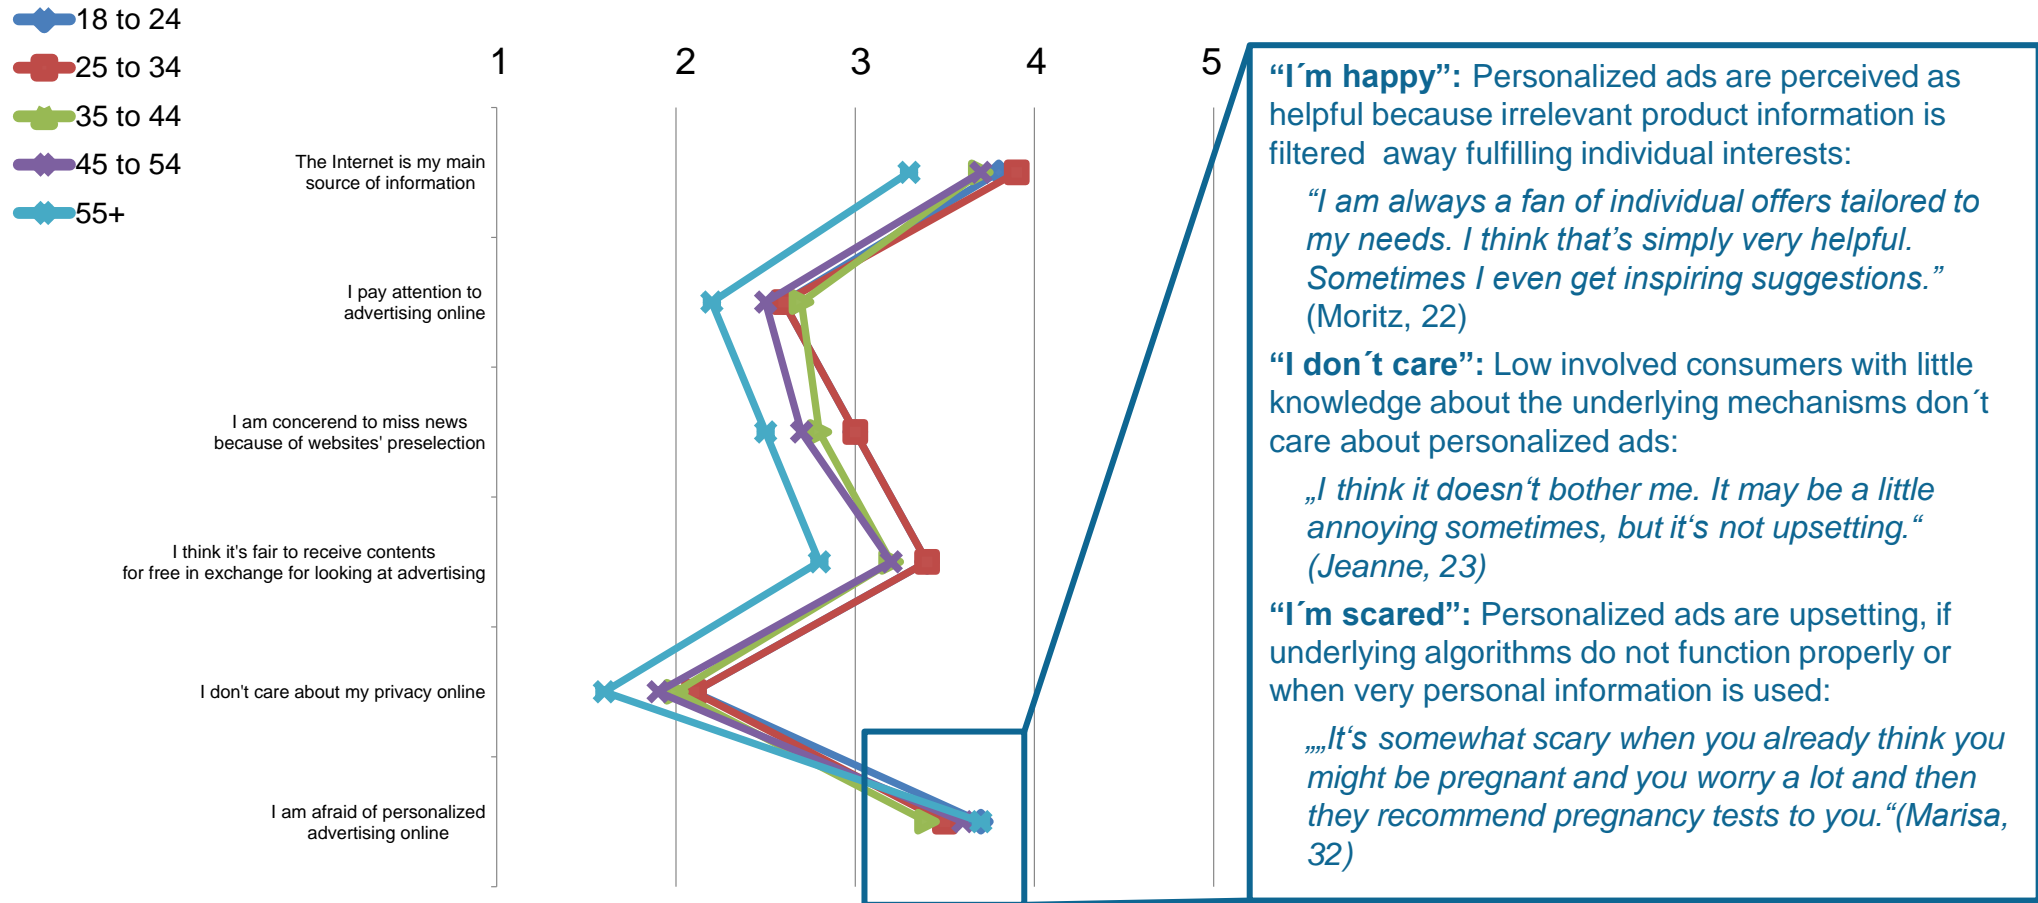 18 to 24
25 to 34
35 to 44
45 to 54
55+
1 2 3 4 5
The Internet is my main
source of information
I pay attention to
advertising online
I am concerend to miss news
because of websites' preselection
I think it's fair to receive contents
for free in exchange for looking at advertising
I don't care about my privacy online
I am afraid of personalized
advertising online
“I´m happy”: Personalized ads are perceived as
helpful because irrelevant product information is
filtered away fulfilling individual interests:
“I am always a fan of individual offers tailored to
my needs. I think that’s simply very helpful.
Sometimes I even get inspiring suggestions.”
(Moritz, 22)
“I don´t care”: Low involved consumers with little
knowledge about the underlying mechanisms don´t
care about personalized ads:
„I think it doesn‘t bother me. It may be a little
annoying sometimes, but it‘s not upsetting.“
(Jeanne, 23)
“I´m scared”: Personalized ads are upsetting, if
underlying algorithms do not function properly or
when very personal information is used:
„„It‘s somewhat scary when you already think you
might be pregnant and you worry a lot and then
they recommend pregnancy tests to you.“(Marisa,
32)